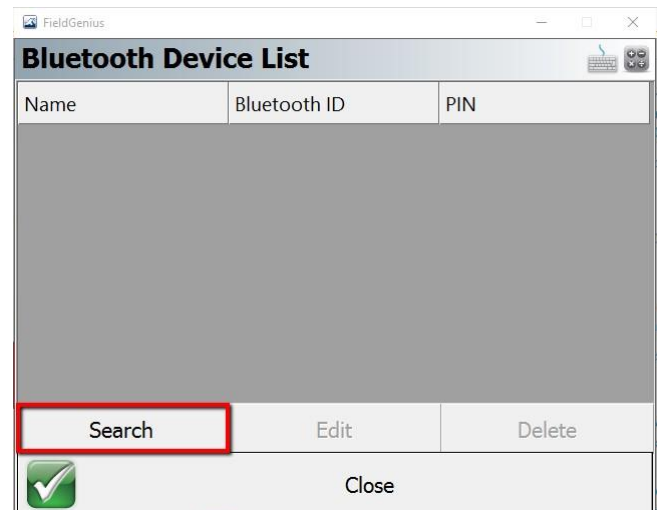 FieldGenius
Bluetooth Device List
Name Bluetooth ID PIN
Search Edit Delete
Close